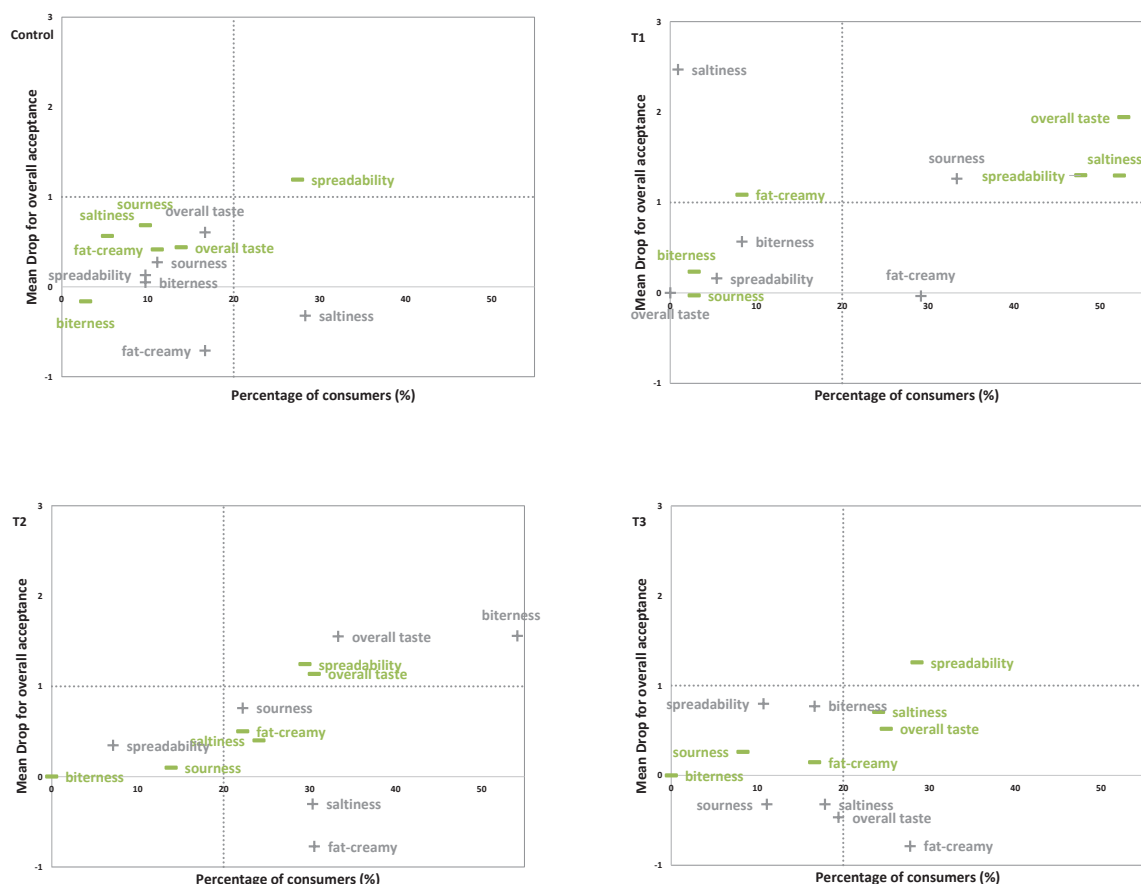 3
Control
2
Mean Drop for overall acceptance
spreadability
1
sourness
saltiness
overall taste
fat-creamy
overall taste
sourness
spreadability
biterness
0
0
10
20
30
40
50
biterness
saltiness
fat-creamy
-1
Percentage of consumers (%)
3
T1
saltiness
2
Mean Drop for overall acceptance
overall taste
sourness
saltiness
spreadability
fat-creamy
1
biterness
biterness
spreadability
fat-creamy
0
sourness
0
10
20
30
40
50
overall taste
-1
Percentage of consumers (%)
3
T2
2
Mean Drop for overall acceptance
biterness
overall taste
spreadability
overall taste
1
sourness
fat-creamy
saltiness
spreadability
sourness
0
biterness
0
10
20
30
40
50
saltiness
fat-creamy
-1
Percentage of consumers (%)
3
T3
2
Mean Drop for overall acceptance
spreadability
1
spreadability
biterness
saltiness
overall taste
sourness
fat-creamy
0
biterness
0
10
20
30
40
50
sourness
saltiness
overall taste
fat-creamy
-1
Percentage of consumers (%)